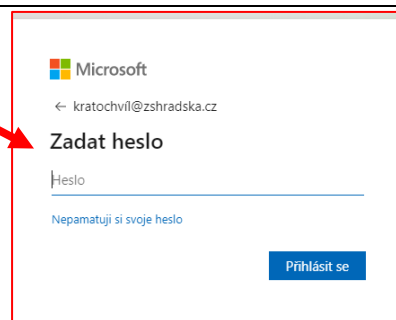 Microsoft
← kratochvíl@zshradska.cz
Zadat heslo
Heslo
Nepamatuji si svoje heslo
Přihlásit se